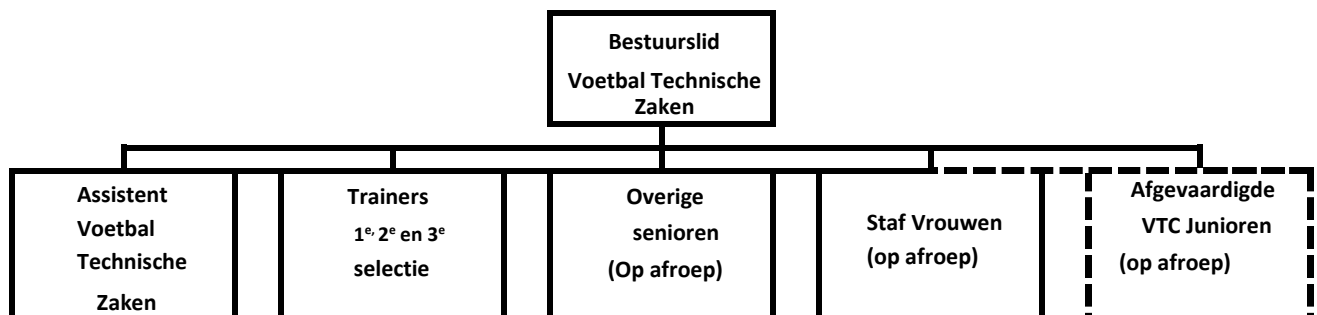 Bestuurslid
Voetbal Technische
Zaken
Assistent
Voetbal
Technische
Zaken
Trainers
1e, 2e en 3e
selectie
Overige
senioren
(Op afroep)
Staf Vrouwen
(op afroep)
Afgevaardigde
VTC Junioren
(op afroep)